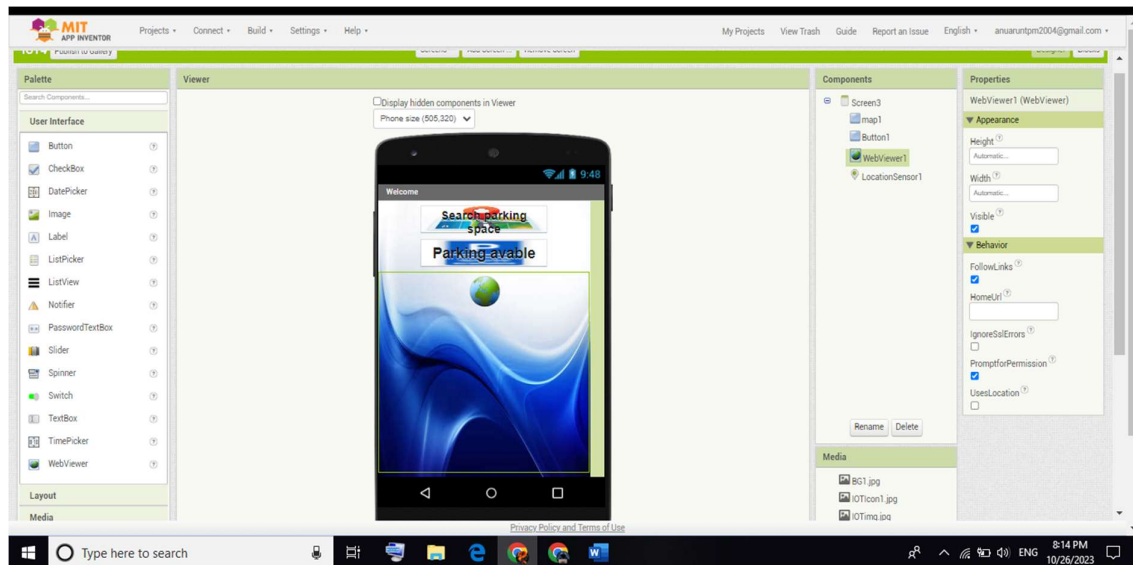 MIT
APP INVENTOR
Projects
Connect
Build
Settings
Help
My Projects
View Trash
Guide
Report an Issue
English
anuaruntpm2004@gmail.com
Publish to Gallery
Palette
Search Components...
User Interface
Button
CheckBox
DatePicker
Image
Label
ListPicker
ListView
Notifier
PasswordTextBox
Slider
Spinner
Switch
TextBox
TimePicker
WebViewer
Layout
Media
Viewer
Display hidden components in Viewer
Phone size (505,320)
9:48
Welcome
Search parking
space
Parking avable
Components
Screen3
map1
Button1
WebViewer1
LocationSensor1
Rename
Delete
Media
BG1.jpg
IOTIcon1.jpg
IOTimg.jpg
Properties
WebViewer1 (WebViewer)
Appearance
Height
Automatic...
Width
Automatic...
Visible
Behavior
FollowLinks
HomeUrl
IgnoreSslErrors
PromptforPermission
UsesLocation
Privacy Policy and Terms of Use
Type here to search
ENG
8:14 PM
10/26/2023